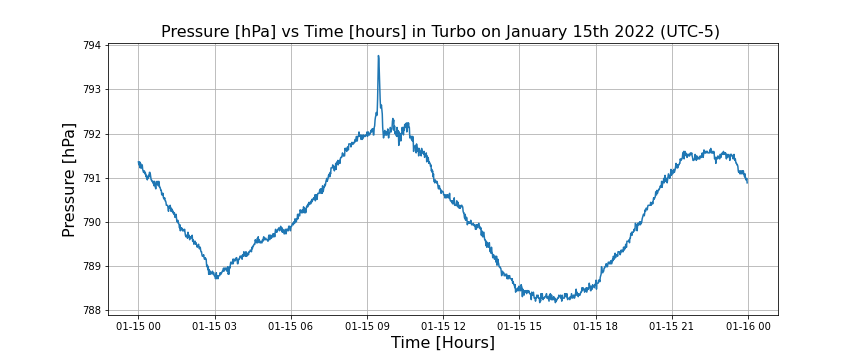 Pressure [hPa] vs Time [hours] in Turbo on January 15th 2022 (UTC-5)
794
793
792
791
790
789
788
Pressure [hPa]
01-15 00 01-15 03 01-15 06 01-15 09 01-15 12 01-15 15 01-15 18 01-15 21 01-16 00
Time [Hours]